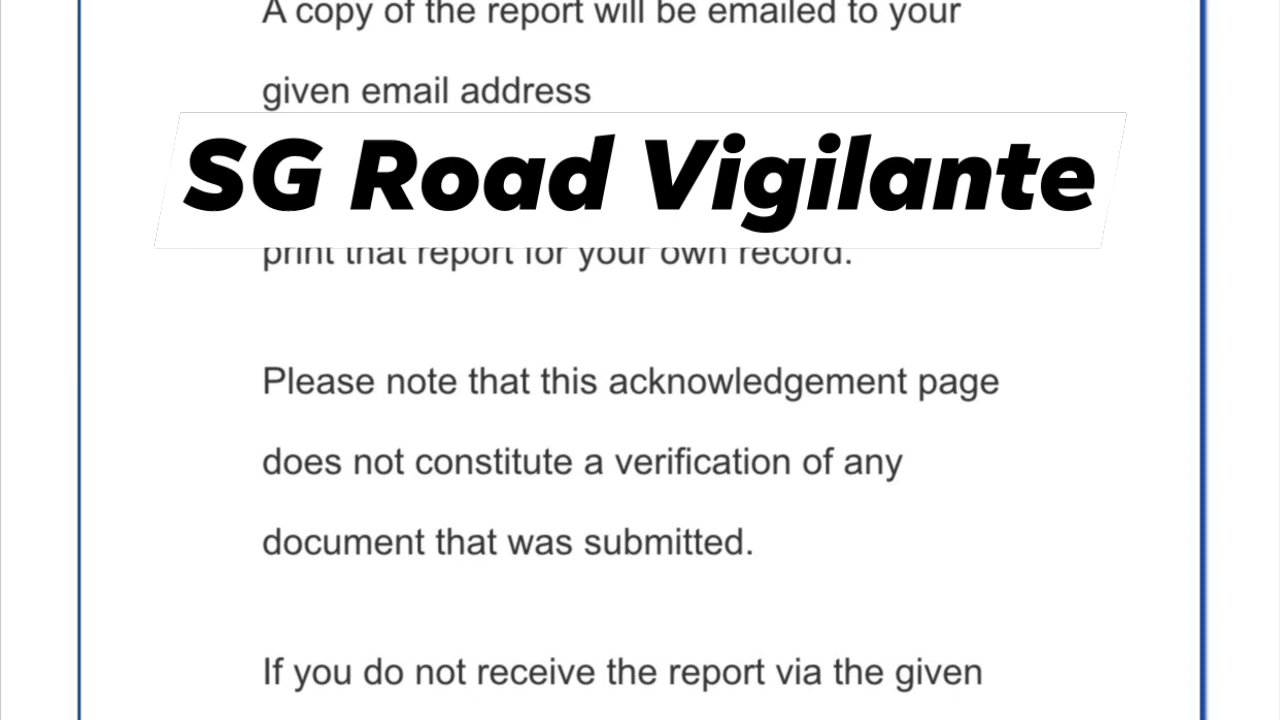 A copy of the report will be emailed to your
given email address
SG Road Vigilante
print that report for your own record.
Please note that this acknowledgement page
does not constitute a verification of any
document that was submitted.
If you do not receive the report via the given